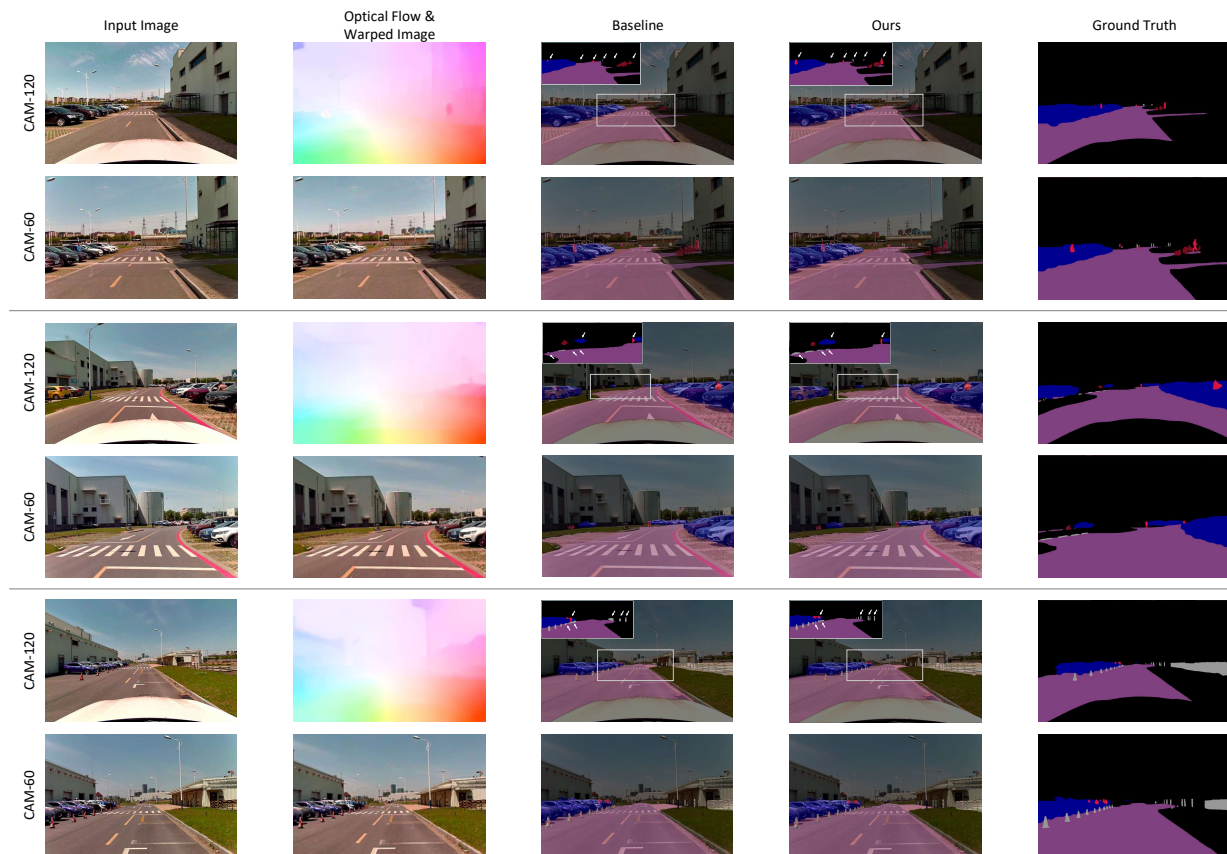 Input Image
Optical Flow &
Warped Image
Baseline
Ours
Ground Truth
CAM-120
CAM-60
CAM-120
CAM-60
CAM-120
CAM-60